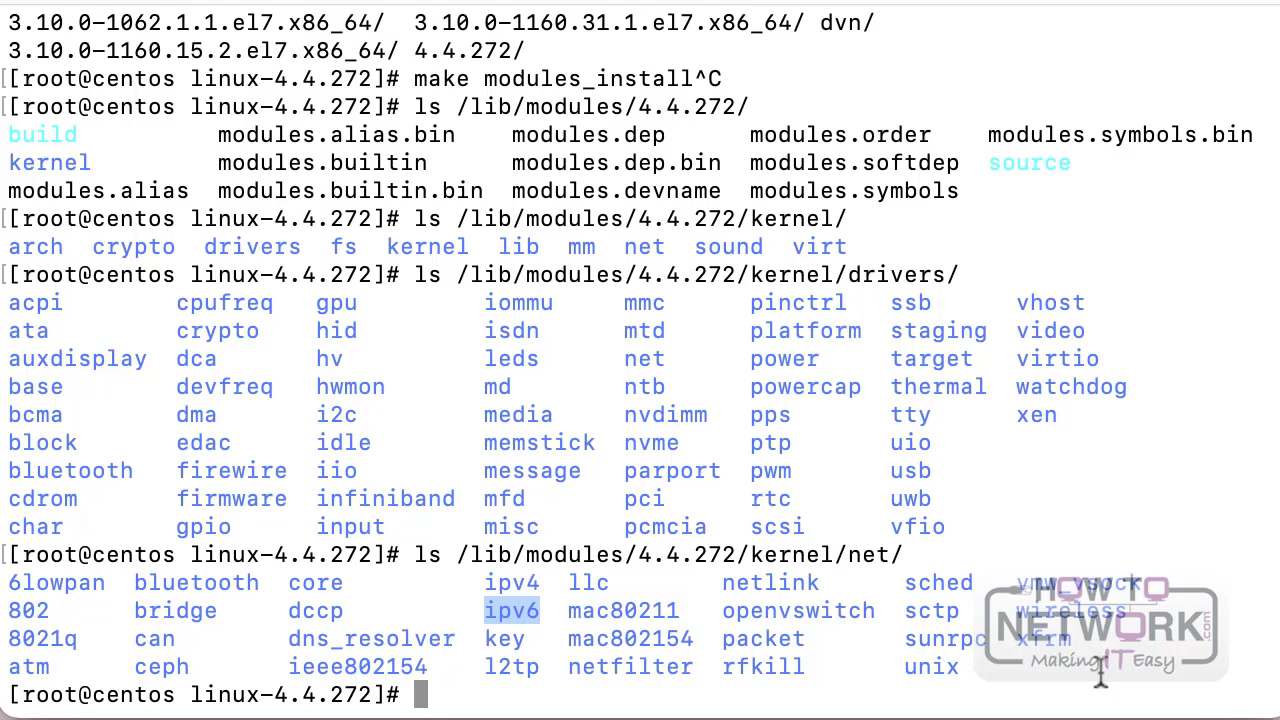 3.10.0-1062.1.1.el7.x86_64/  3.10.0-1160.31.1.el7.x86_64/ dvn/
3.10.0-1160.15.2.el7.x86_64/ 4.4.272/
[[root@centos linux-4.4.272]# make modules_install^C
[[root@centos linux-4.4.272]# ls /lib/modules/4.4.272/
build          modules.alias.bin    modules.dep      modules.order    modules.symbols.bin
kernel         modules.builtin      modules.dep.bin  modules.softdep  source
modules.alias  modules.builtin.bin  modules.devname  modules.symbols
[[root@centos linux-4.4.272]# ls /lib/modules/4.4.272/kernel/
arch  crypto  drivers  fs  kernel  lib  mm  net  sound  virt
[[root@centos linux-4.4.272]# ls /lib/modules/4.4.272/kernel/drivers/
acpi         cpufreq   gpu         iommu     mmc      pinctrl   ssb      vhost
ata          crypto    hid         isdn      mtd      platform  staging  video
auxdisplay   dca       hv          leds      net      power     target   virtio
base         devfreq   hwmon       md        ntb      powercap  thermal  watchdog
bcma         dma       i2c         media     nvdimm   pps       tty      xen
block        edac      idle        memstick  nvme     ptp       uio
bluetooth    firewire  iio         message   parport  pwm       usb
cdrom        firmware  infiniband  mfd       pci      rtc       uwb
char         gpio      input       misc      pcmcia   scsi      vfio
[[root@centos linux-4.4.272]# ls /lib/modules/4.4.272/kernel/net/
6lowpan  bluetooth  core          ipv4  llc        netlink      sched   vmw_vsock
802      bridge     dccp          ipv6  mac80211   openvswitch  sctp    wireless
8021q    can        dns_resolver  key   mac802154  packet       sunrpc  xfrm
atm      ceph       ieee802154    l2tp  netfilter  rfkill       unix
[root@centos linux-4.4.272]#
HOW TO
NETWORK.com
Making IT Easy